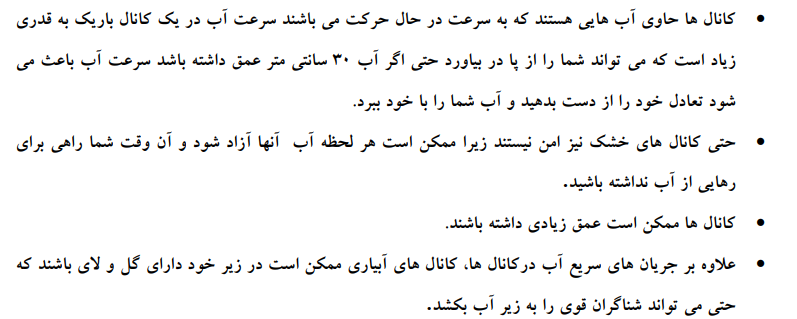 • کانال ها حاوی آب هایی هستند که به سرعت در حال حرکت می باشند سرعت آب در یک کانال باریک به قدری
زیاد است که می تواند شما را از پا در بیاورد حتی اگر آب ۳۰ سانتی متر عمق داشته باشد سرعت آب باعث می
شود تعادل خود را از دست بدهید و آب شما را با خود ببرد.
• حتی کانال های خشک نیز امن نیستند زیرا ممکن است هر لحظه آب آنها آزاد شود و آن وقت شما راهی برای
رهایی از آب نداشته باشید.
• کانال ها ممکن است عمق زیادی داشته باشند.
• علاوه بر جریان های سریع آب درکانال ها، کانال های آبیاری ممکن است در زیر خود دارای گل و لای باشند که
حتی می تواند شناگران قوی را به زیر آب بکشد.